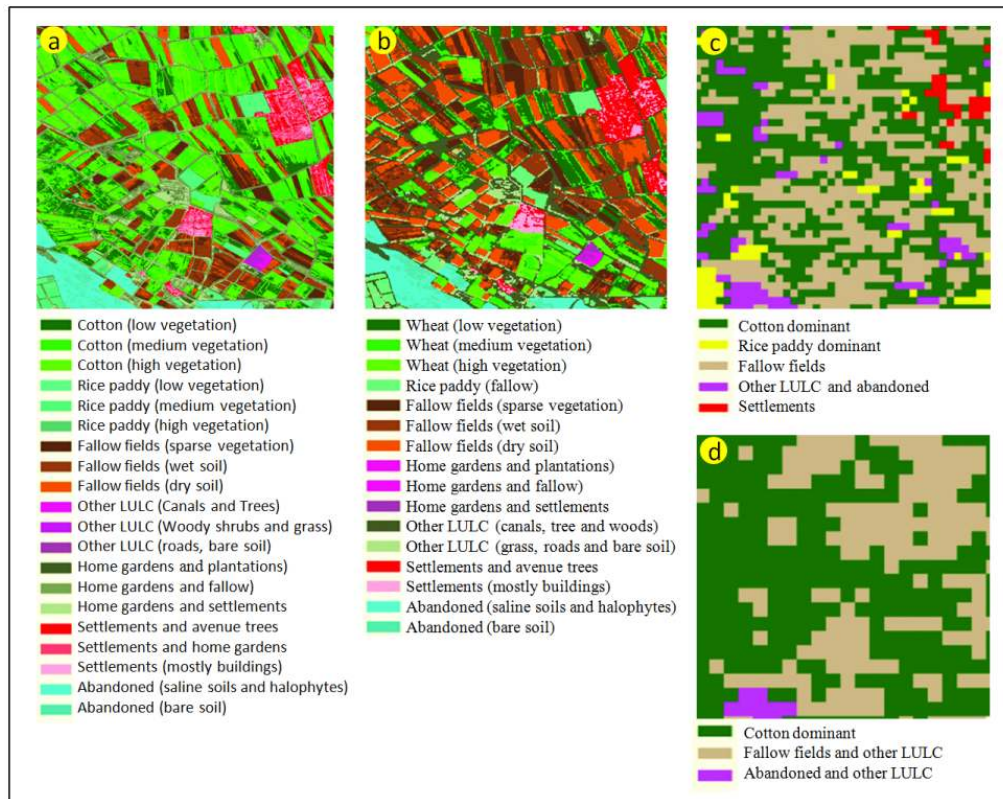 a
Cotton (low vegetation)
Cotton (medium vegetation)
Cotton (high vegetation)
Rice paddy (low vegetation)
Rice paddy (medium vegetation)
Rice paddy (high vegetation)
Fallow fields (sparse vegetation)
Fallow fields (wet soil)
Fallow fields (dry soil)
Other LULC (Canals and Trees)
Other LULC (Woody shrubs and grass)
Other LULC (roads, bare soil)
Home gardens and plantations)
Home gardens and fallow)
Home gardens and settlements
Settlements and avenue trees
Settlements and home gardens
Settlements (mostly buildings)
Abandoned (saline soils and halophytes)
Abandoned (bare soil)
b
Wheat (low vegetation)
Wheat (medium vegetation)
Wheat (high vegetation)
Rice paddy (fallow)
Fallow fields (sparse vegetation)
Fallow fields (wet soil)
Fallow fields (dry soil)
Home gardens and plantations)
Home gardens and fallow)
Home gardens and settlements
Other LULC (canals, tree and woods)
Other LULC (grass, roads and bare soil)
Settlements and avenue trees
Settlements (mostly buildings)
Abandoned (saline soils and halophytes)
Abandoned (bare soil)
c
Cotton dominant
Rice paddy dominant
Fallow fields
Other LULC and abandoned
Settlements
d
Cotton dominant
Fallow fields and other LULC
Abandoned and other LULC